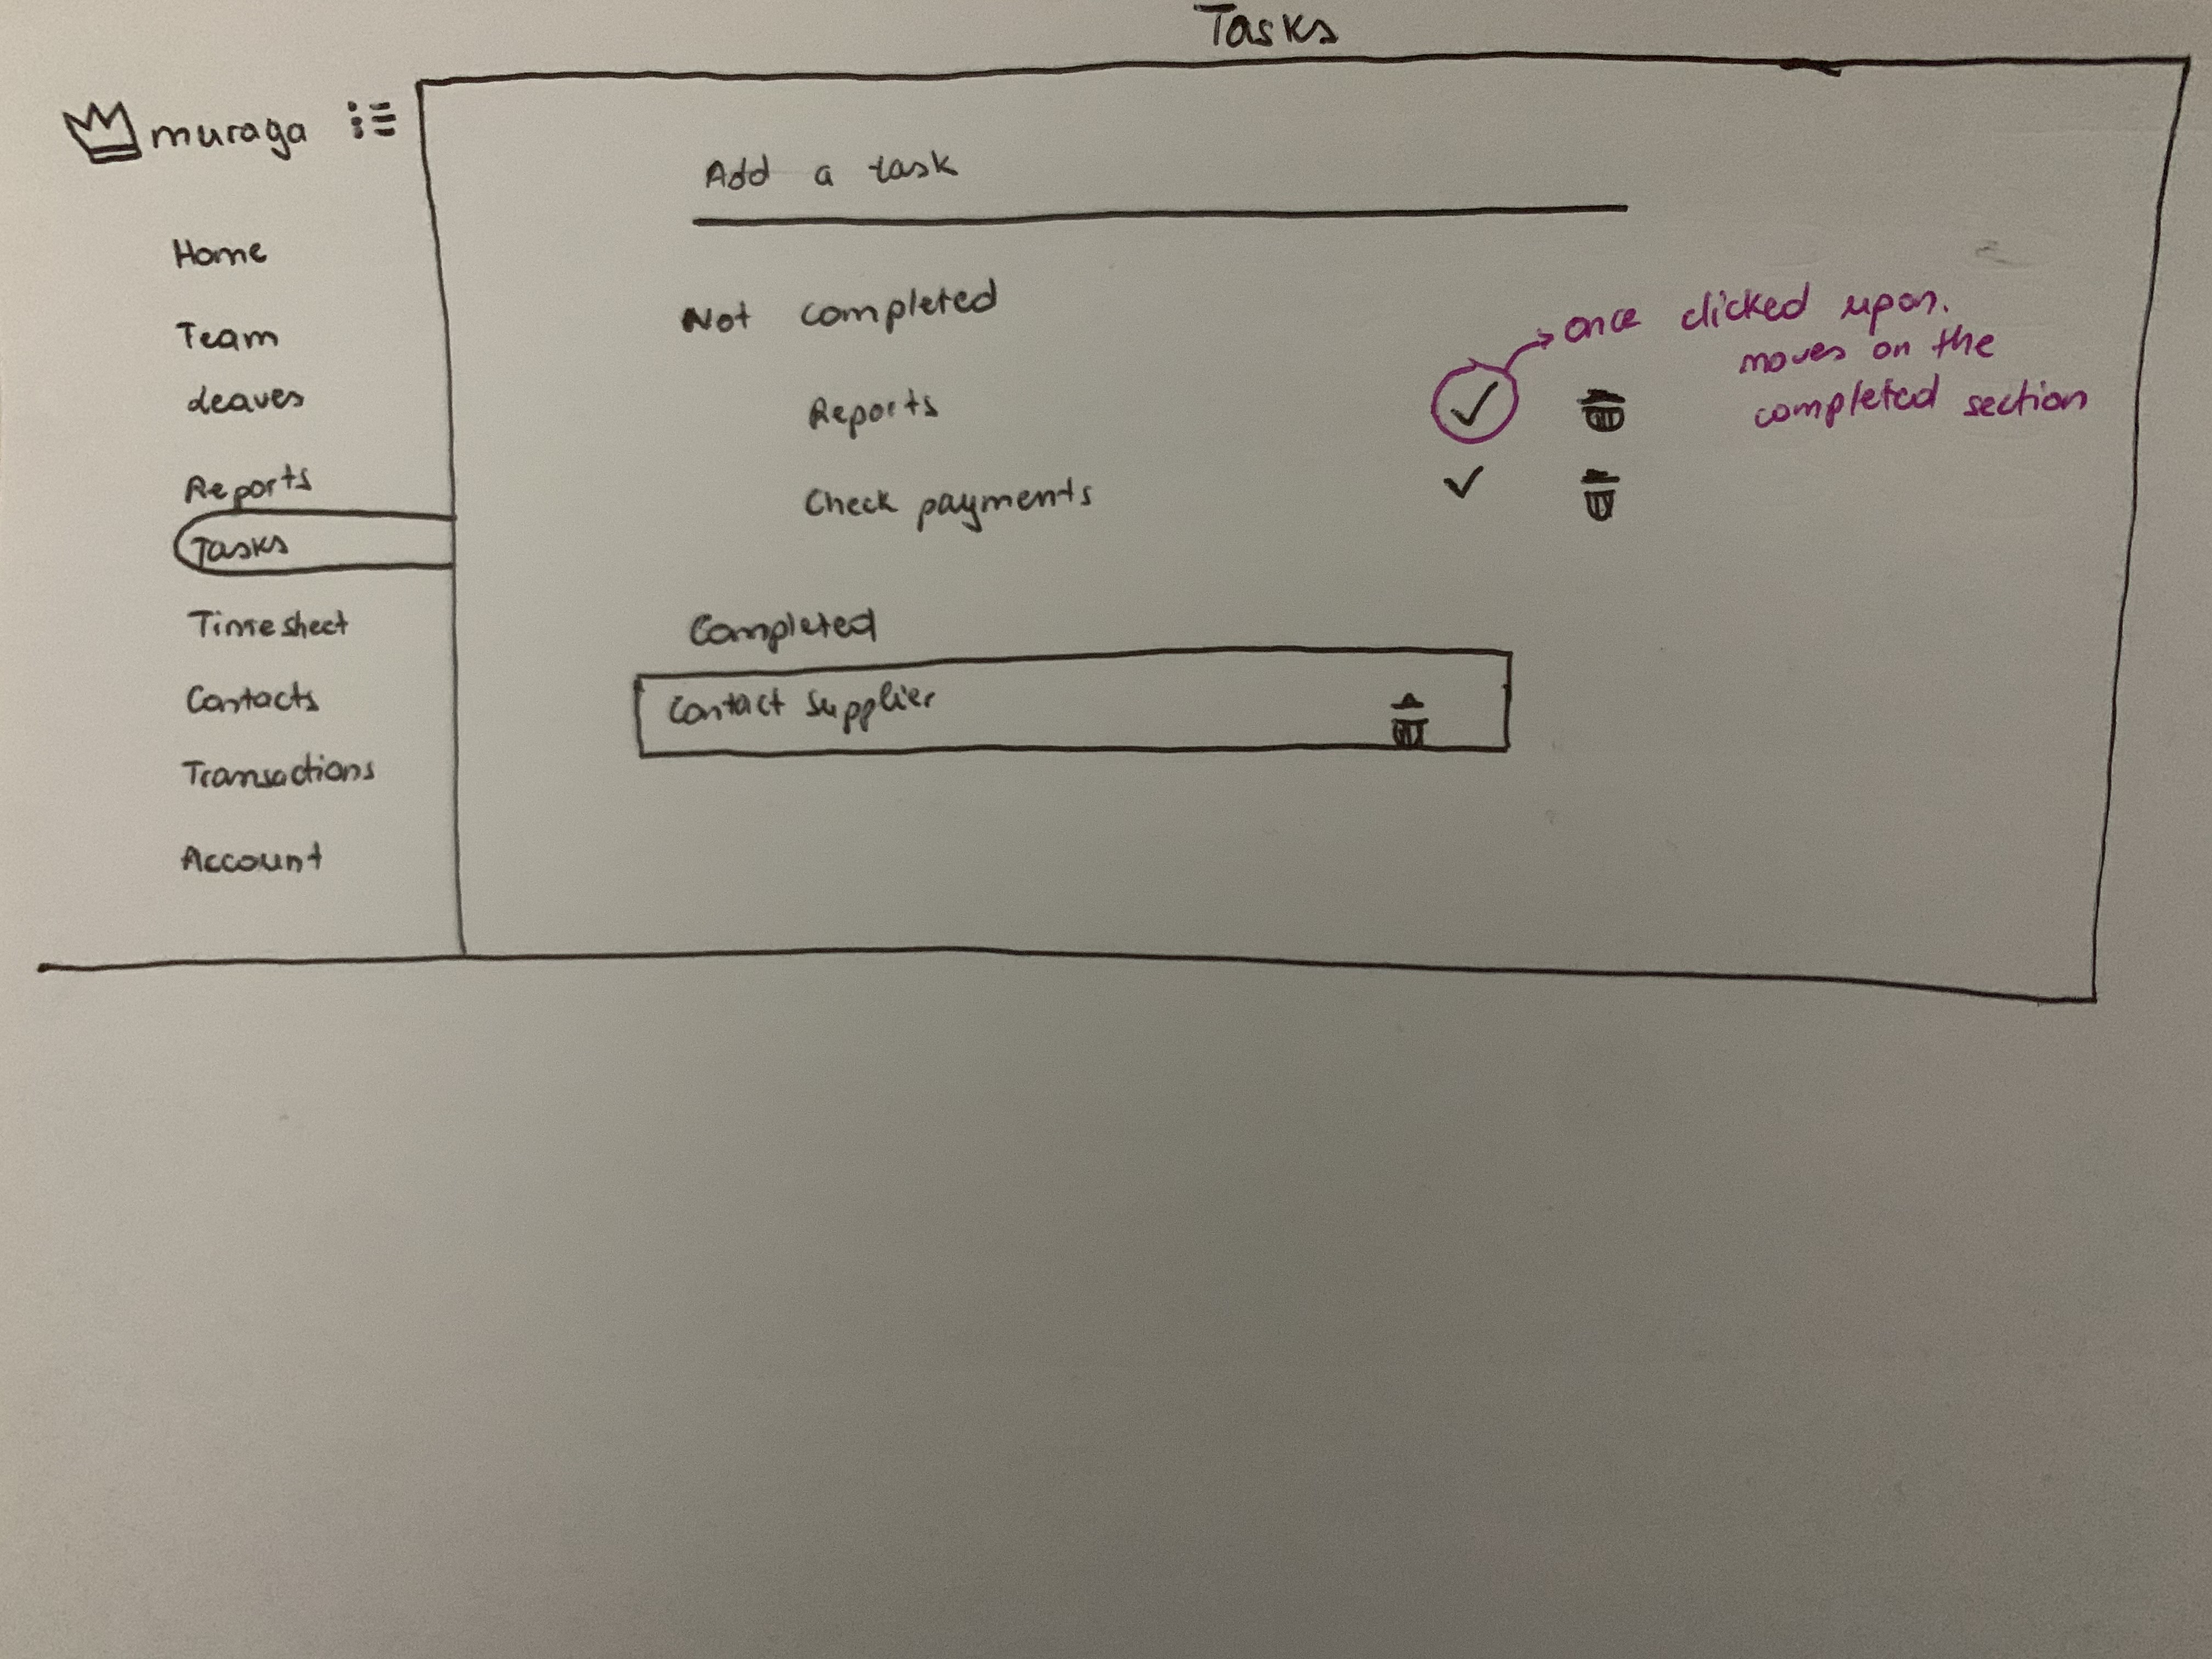 Tasks
muraga
Home
Team
Leaves
Reports
Tasks
Timesheet
Contacts
Transactions
Account
Add a task
Not completed
Reports
Check payments
once clicked upon.
moves on the
completed section
Completed
Contact supplier